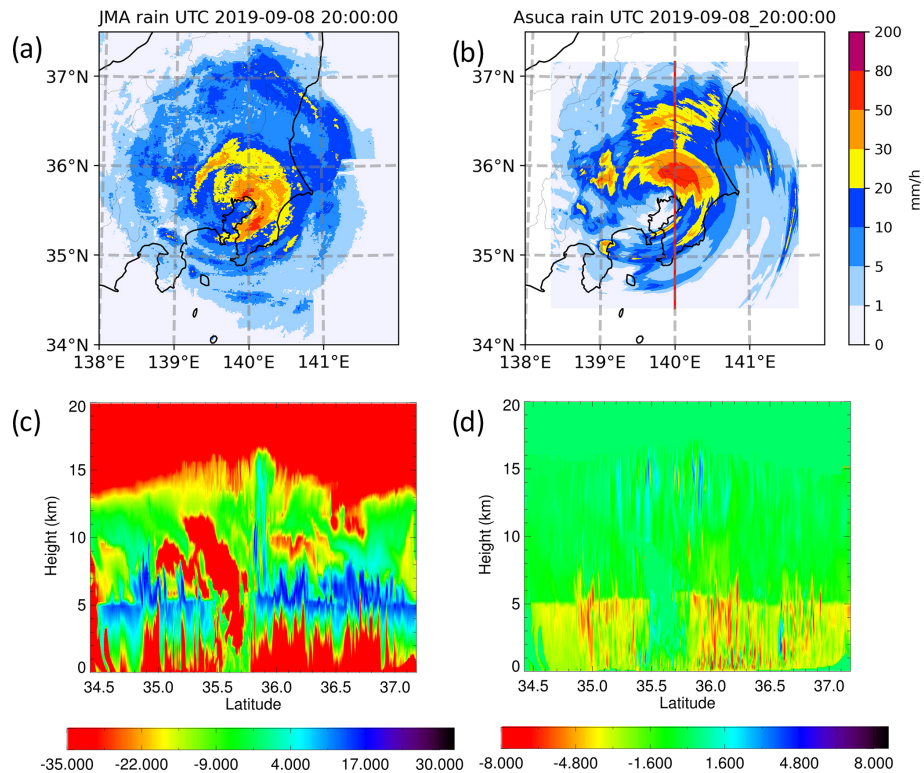 JMA rain UTC 2019-09-08 20:00:00
Asuca rain UTC 2019-09-08_20:00:00
(a)
(b)
37°N
36°N
35°N
34°N
138°E 139°E 140°E 141°E
37°N
36°N
35°N
34°N
138°E 139°E 140°E 141°E
200
80
50
30
20
10
5
1
0
mm/h
(c)
(d)
20
15
10
5
0
Height (km)
34.5 35.0 35.5 36.0 36.5 37.0
Latitude
20
15
10
5
0
Height (km)
34.5 35.0 35.5 36.0 36.5 37.0
Latitude
-35.000 -22.000 -9.000 4.000 17.000 30.000
-8.000 -4.800 -1.600 1.600 4.800 8.000